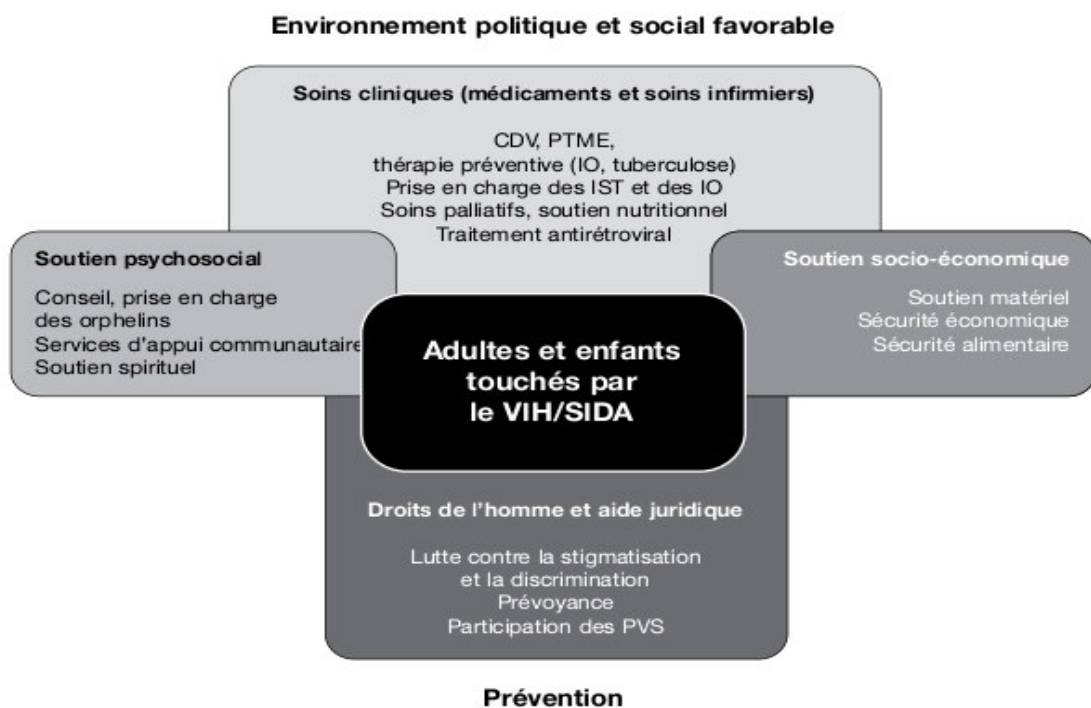 Environnement politique et social favorable
Soins cliniques (médicaments et soins infirmiers)
CDV, PTME,
thérapie préventive (IO, tuberculose)
Prise en charge des IST et des IO
Soins palliatifs, soutien nutritionnel
Traitement antirétroviral
Soutien psychosocial
Conseil, prise en charge
des orphelins
Services d'appui communautaire
Soutien spirituel
Soutien socio-économique
Soutien matériel
Sécurité économique
Sécurité alimentaire
Adultes et enfants
touchés par
le VIH/SIDA
Droits de l'homme et aide juridique
Lutte contre la stigmatisation
et la discrimination
Prévoyance
Participation des PVS
Prévention